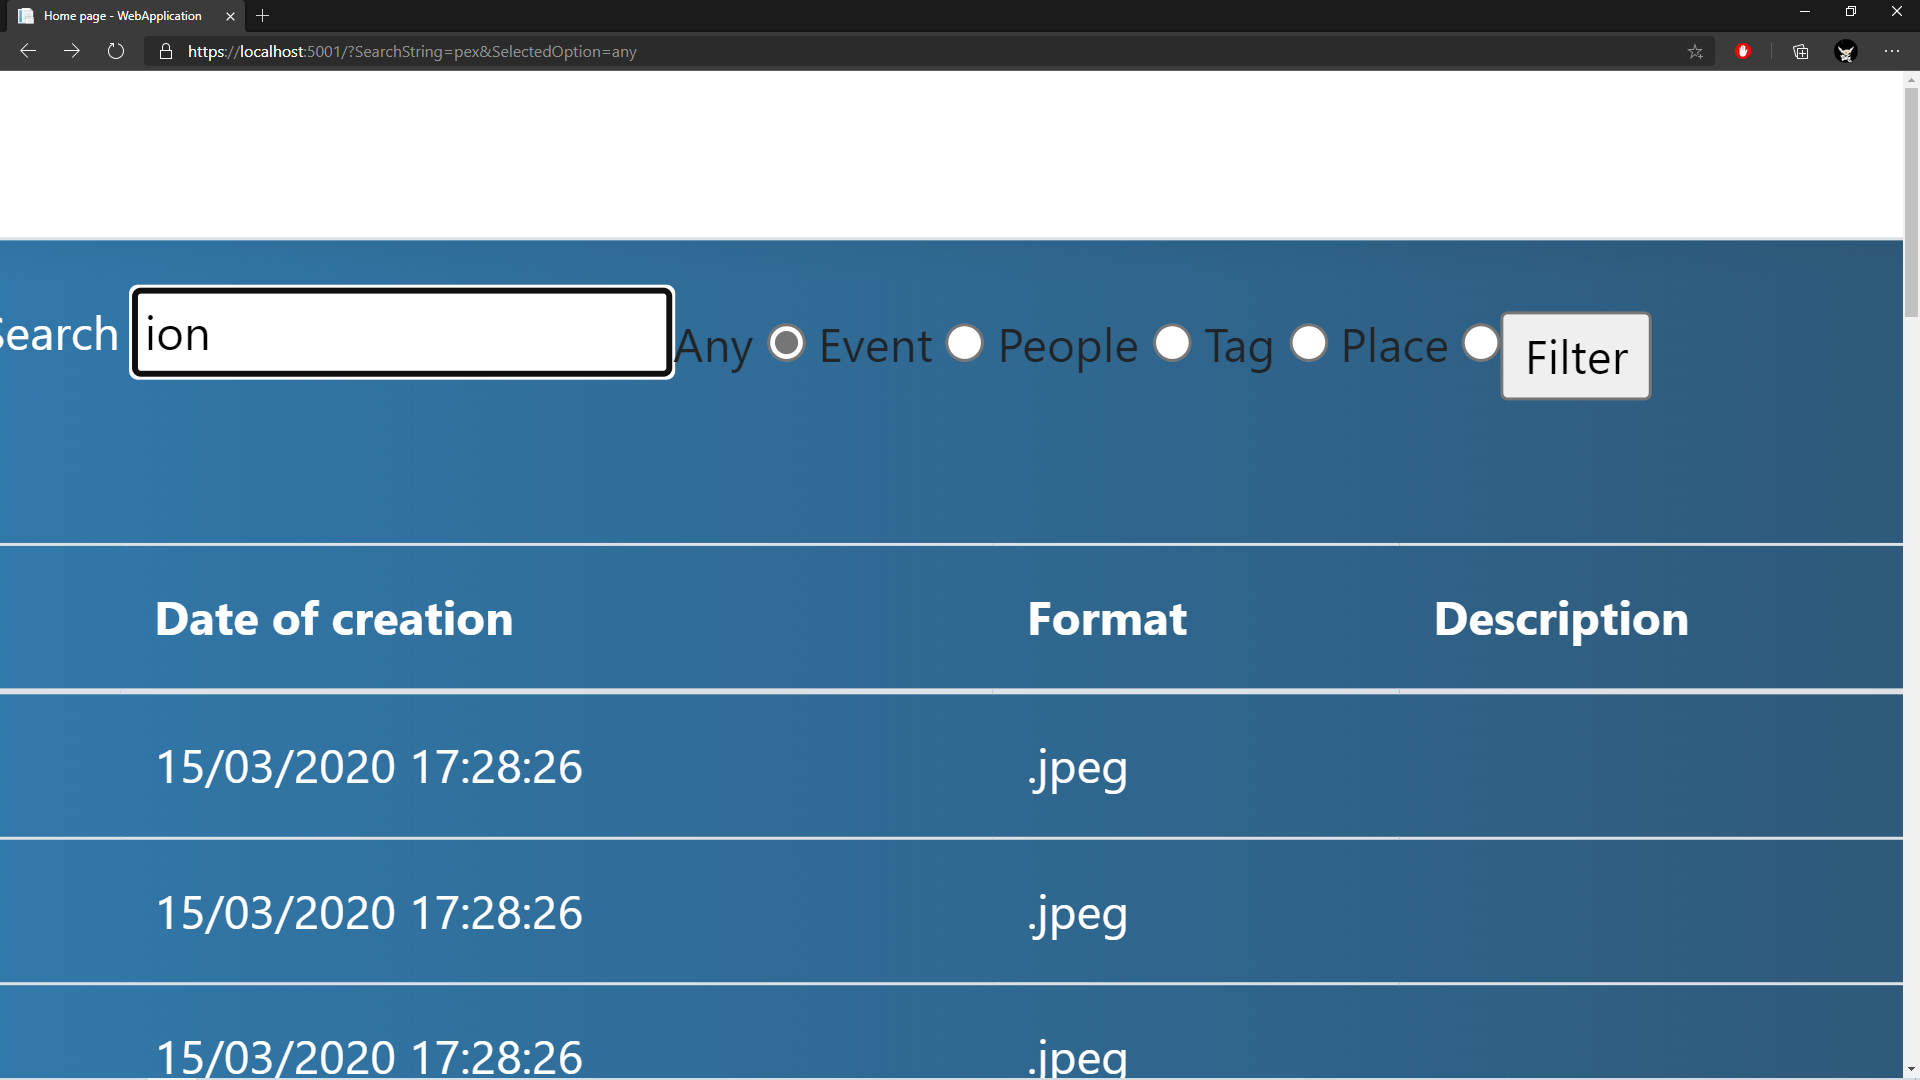 Home page - WebApplication
https://localhost:5001/?SearchString=pex&SelectedOption=any
Search ion Any Event People Tag Place Filter
Date of creation Format Description
15/03/2020 17:28:26 .jpeg
15/03/2020 17:28:26 .jpeg
15/03/2020 17:28:26 .jpeg